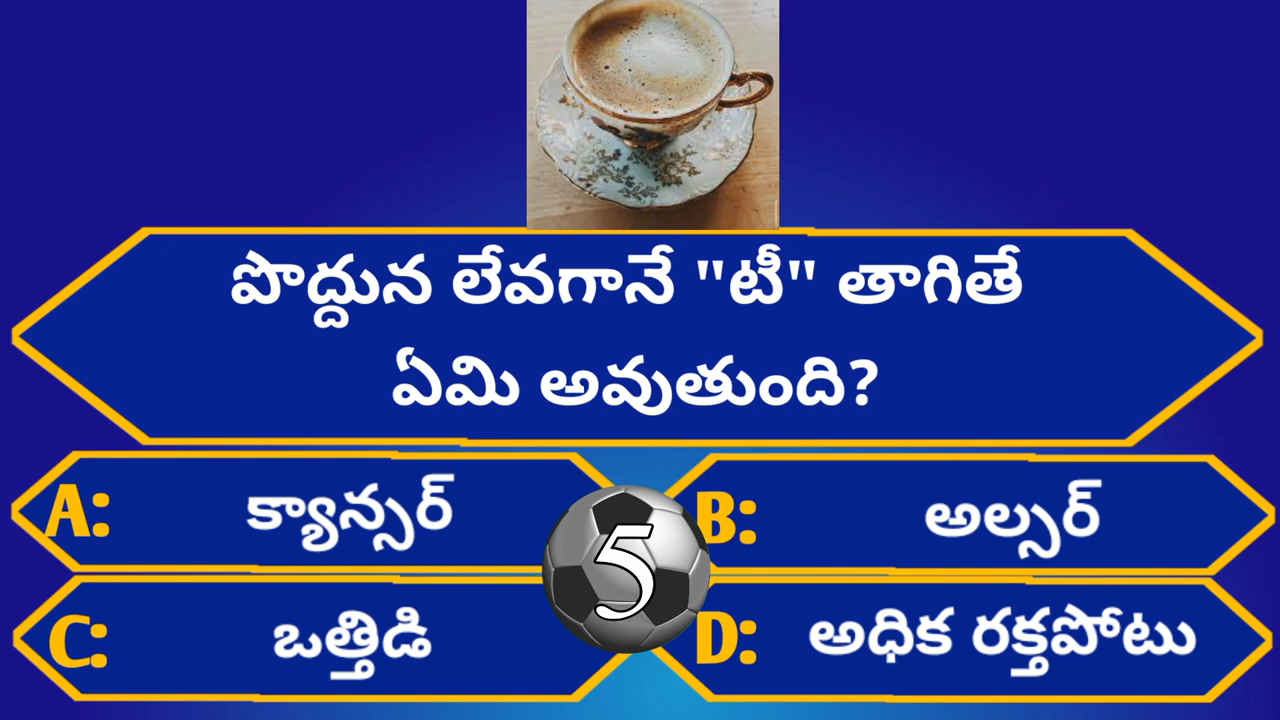 పొద్దున లేవగానే "టీ" తాగితే
ఏమి అవుతుంది?
A: క్యాన్సర్
B: అల్సర్
5
C: ఒత్తిడి
D: అధిక రక్తపోటు